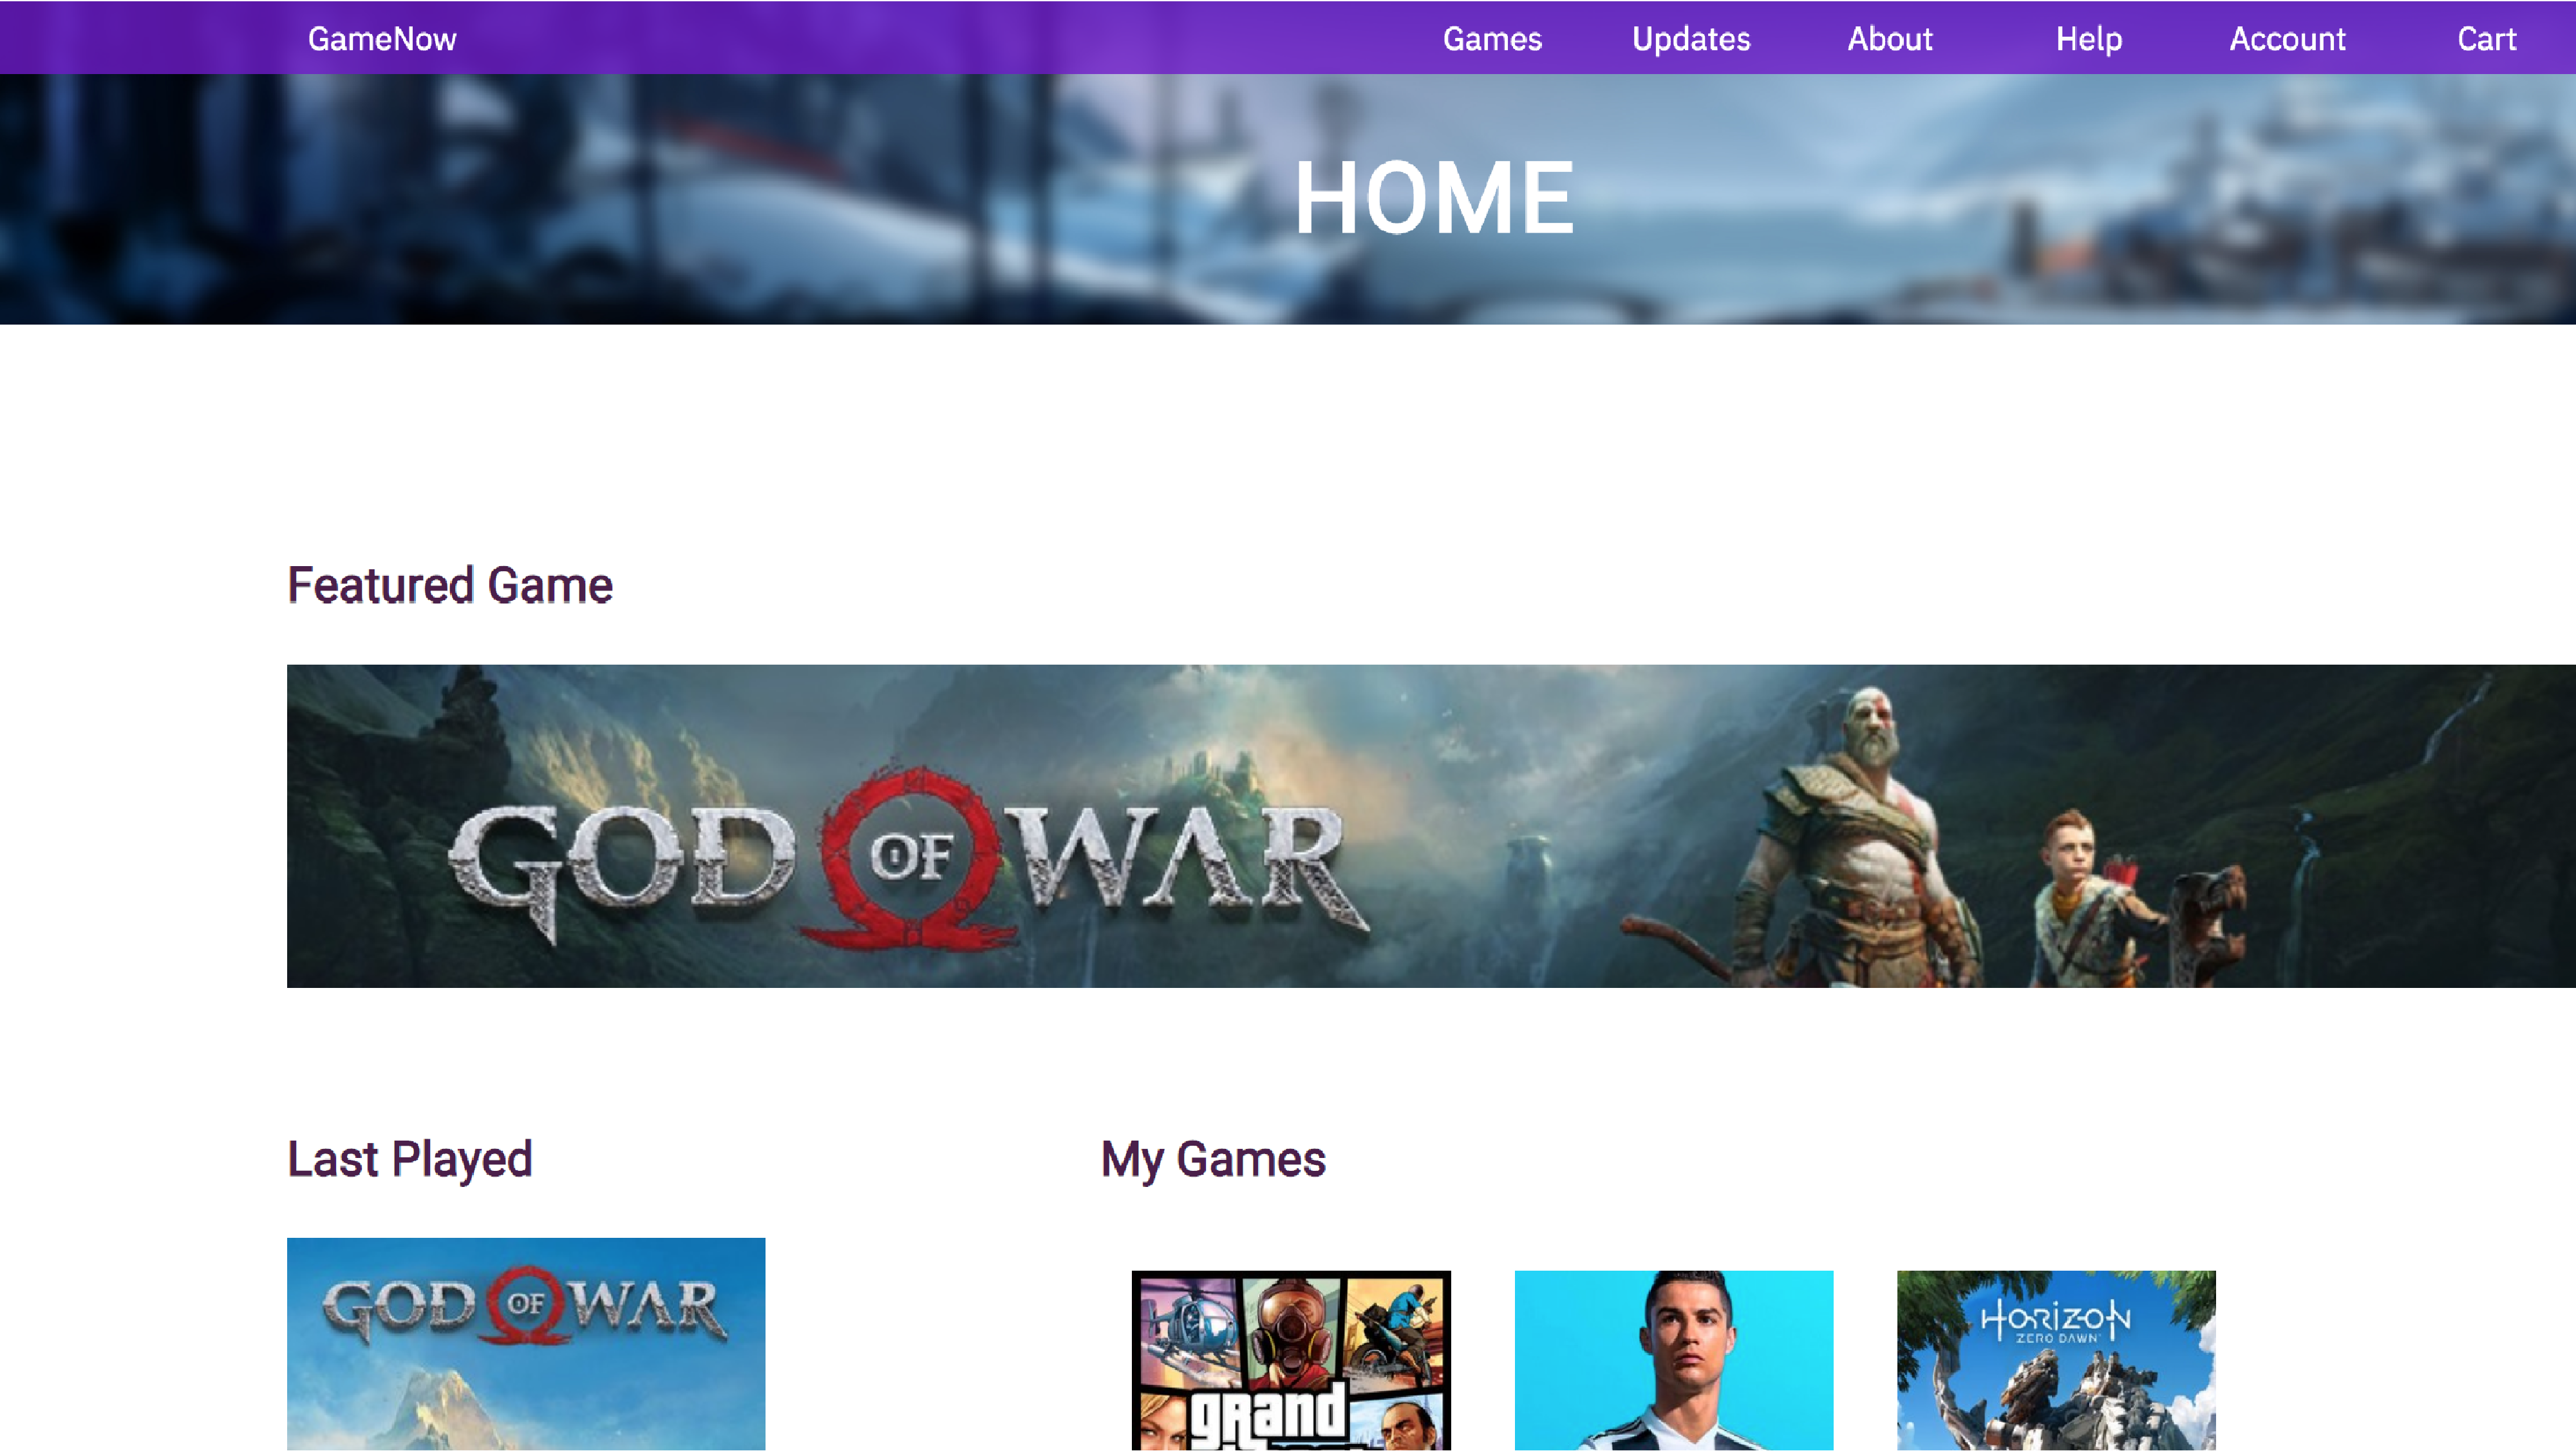 GameNow Games Updates About Help Account Cart
HOME
Featured Game
GOD OF WAR
Last Played
My Games
GOD OF WAR
grand
HORIZON
ZERO DAWN